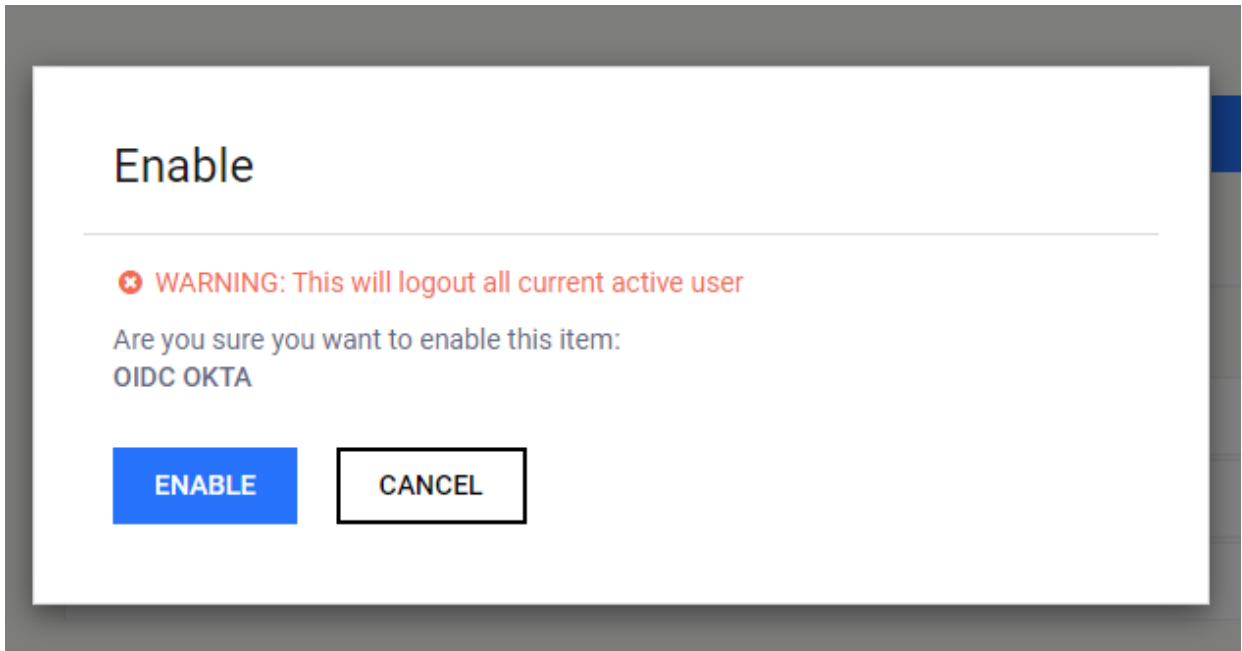 Enable
WARNING: This will logout all current active user
Are you sure you want to enable this item:
OIDC OKTA
ENABLE
CANCEL